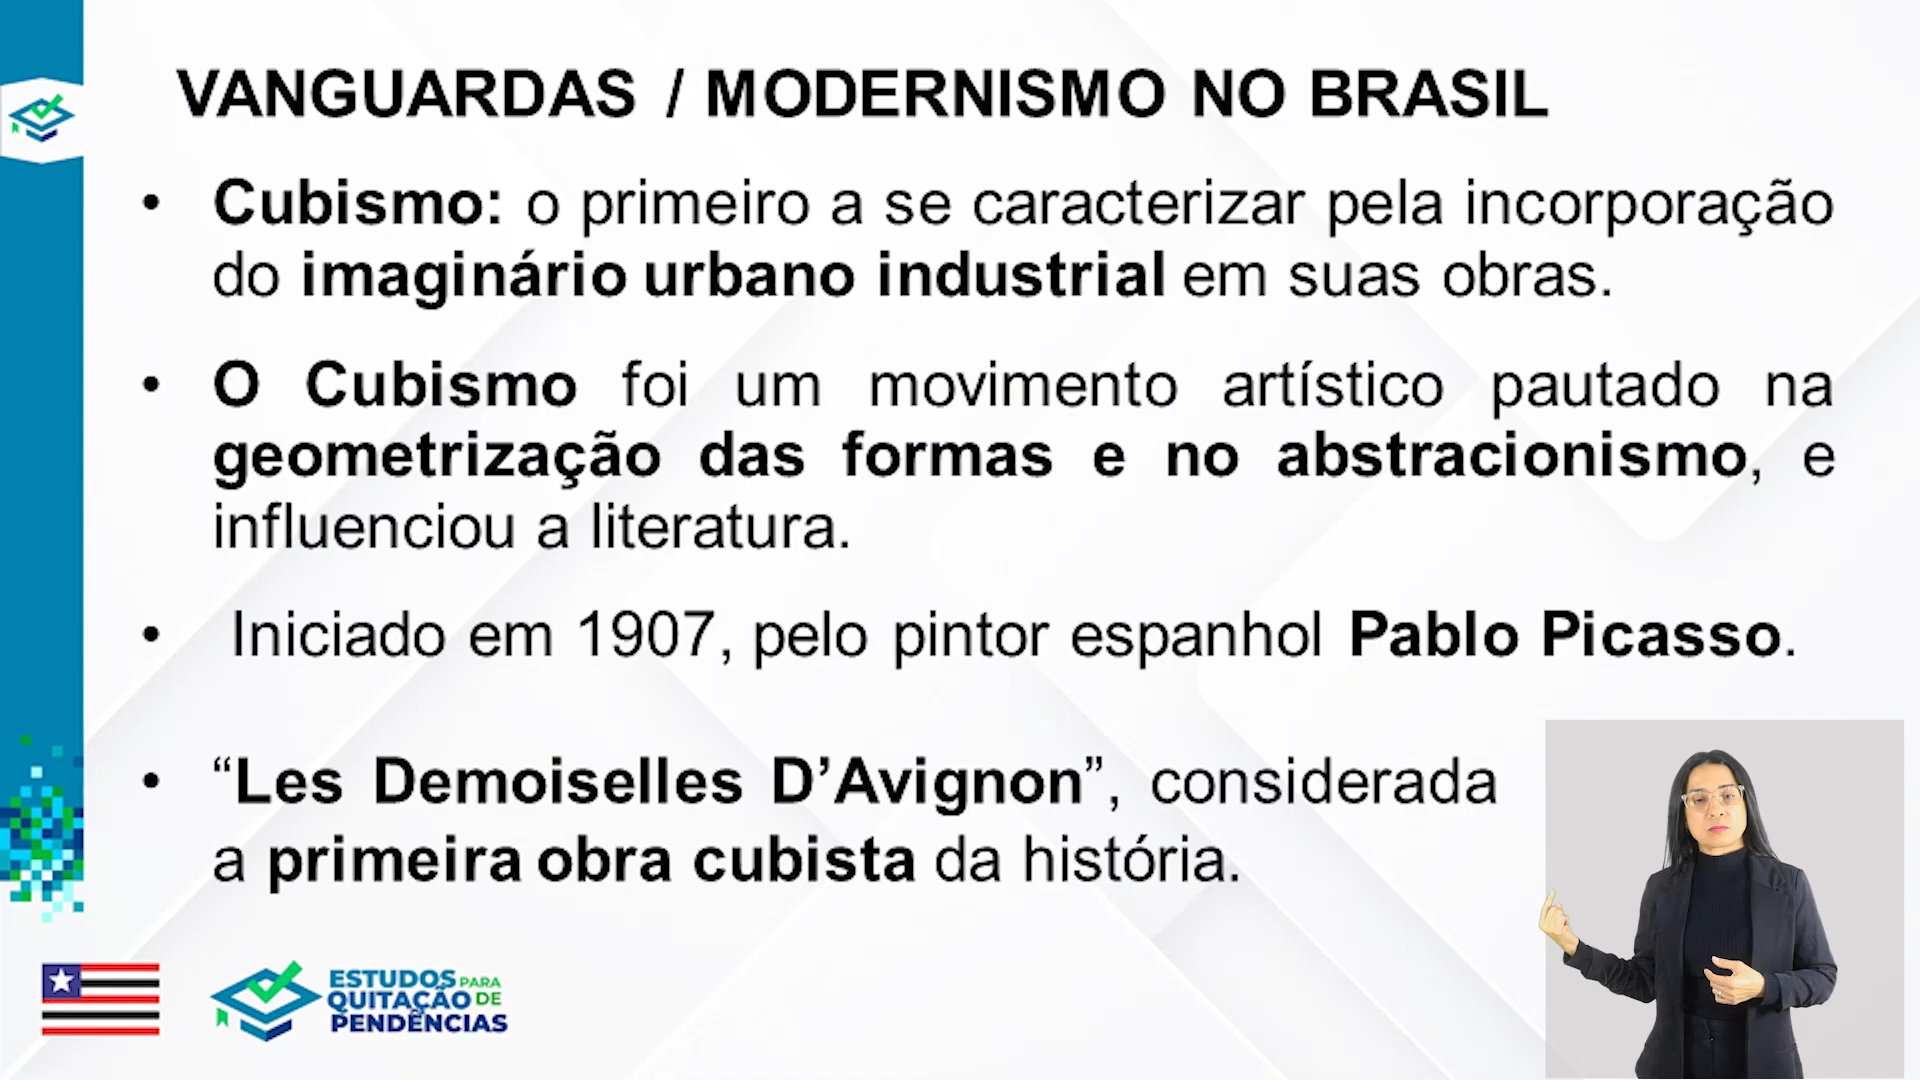 VANGUARDAS / MODERNISMO NO BRASIL
• Cubismo: o primeiro a se caracterizar pela incorporação
do imaginário urbano industrial em suas obras.
• O Cubismo foi um movimento artístico pautado na
geometrização das formas e no abstracionismo, e
influenciou a literatura.
• Iniciado em 1907, pelo pintor espanhol Pablo Picasso.
• “Les Demoiselles D’Avignon”, considerada
a primeira obra cubista da história.
ESTUDOS PARA
QUITAÇÃO DE
PENDÊNCIAS